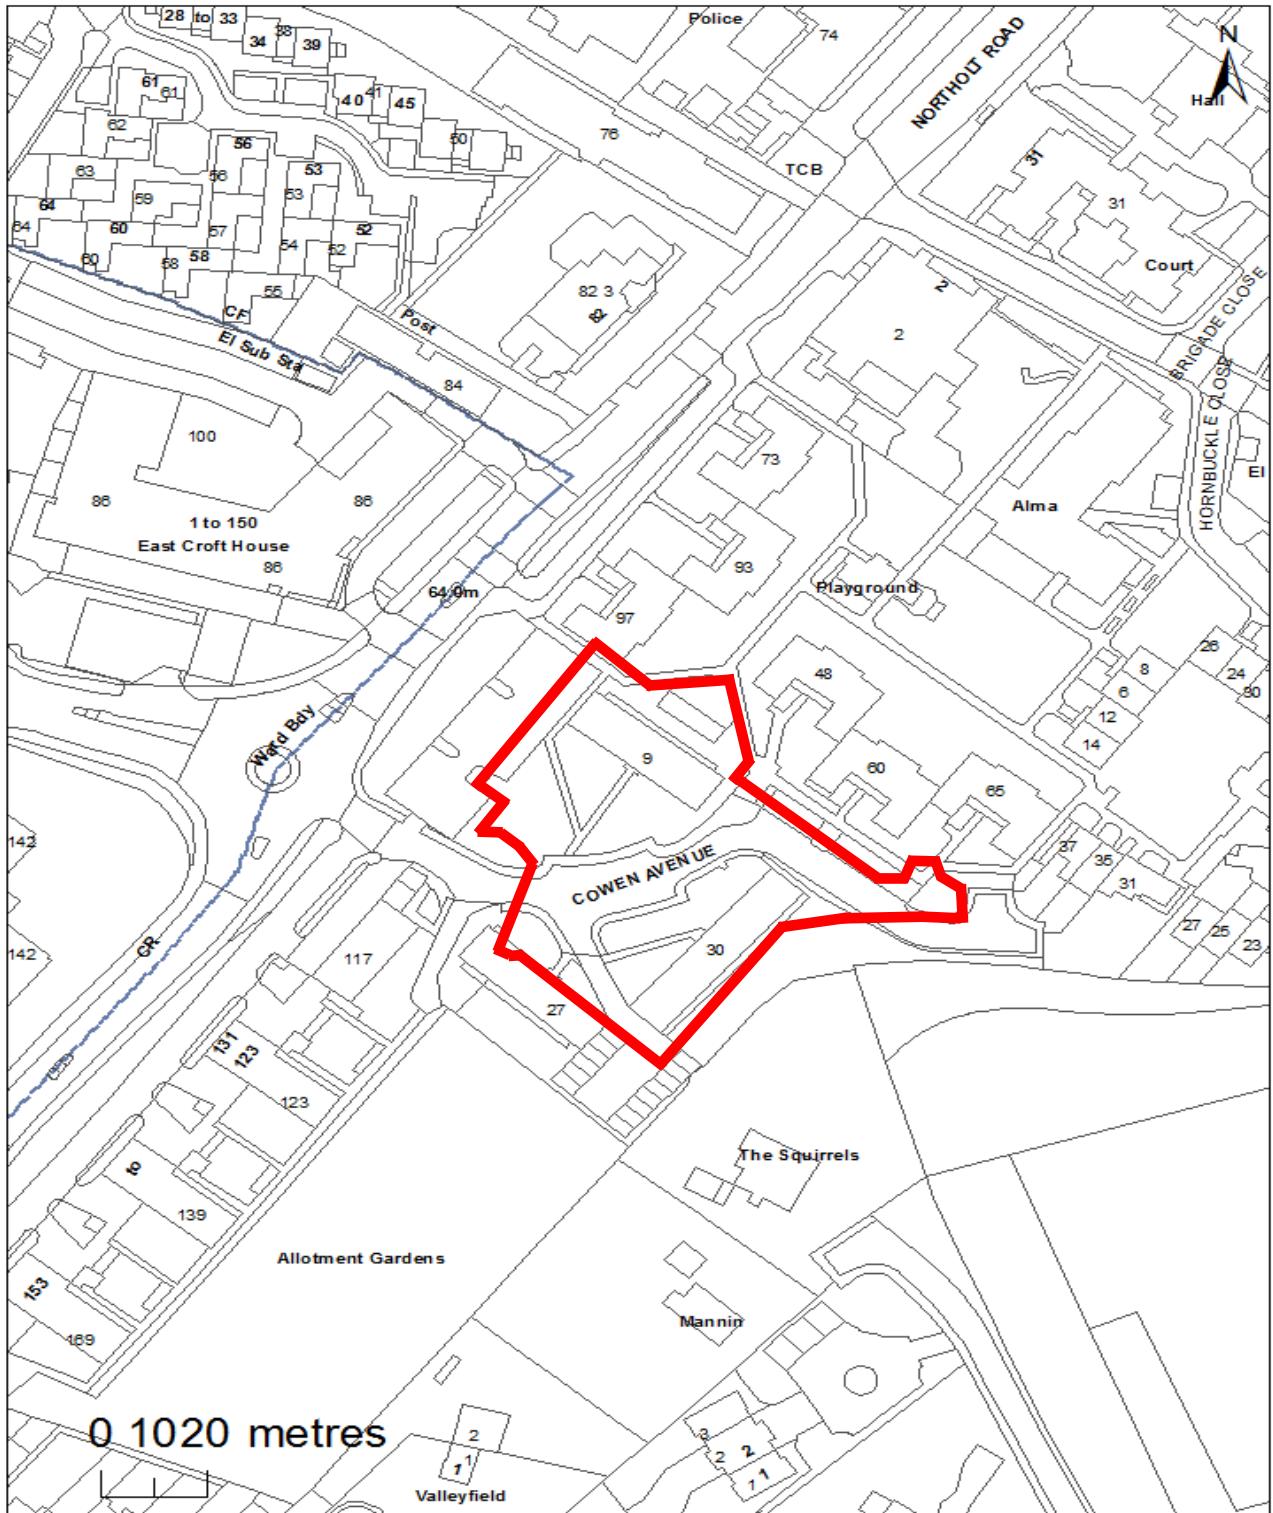 28 to 33
Police
38
34
39
74
NORTHOLT ROAD
N
61
61
41
40
45
Hall
62
50
76
56
31
63
56
53
TCB
59
53
31
64
64
60
57
52
54
52
Court
60
58
58
82 3
82
2
55
BRIGADE CLOSE
CF
Post
El Sub Sta
2
84
HORNBUCKLE CLOSE
100
73
El
86
86
Alma
1 to 150
East Croft House
86
93
64.0m
Playground
97
26
48
8
24
6
30
Ward Bdy
12
9
14
60
65
142
37
35
COWEN AVENUE
31
27
25
23
CR
142
117
30
27
131
123
123
The Squirrels
to
139
Allotment Gardens
153
Mannin
169
0 1020 metres
2
3
2
2
1
1
1
1
Valleyfield